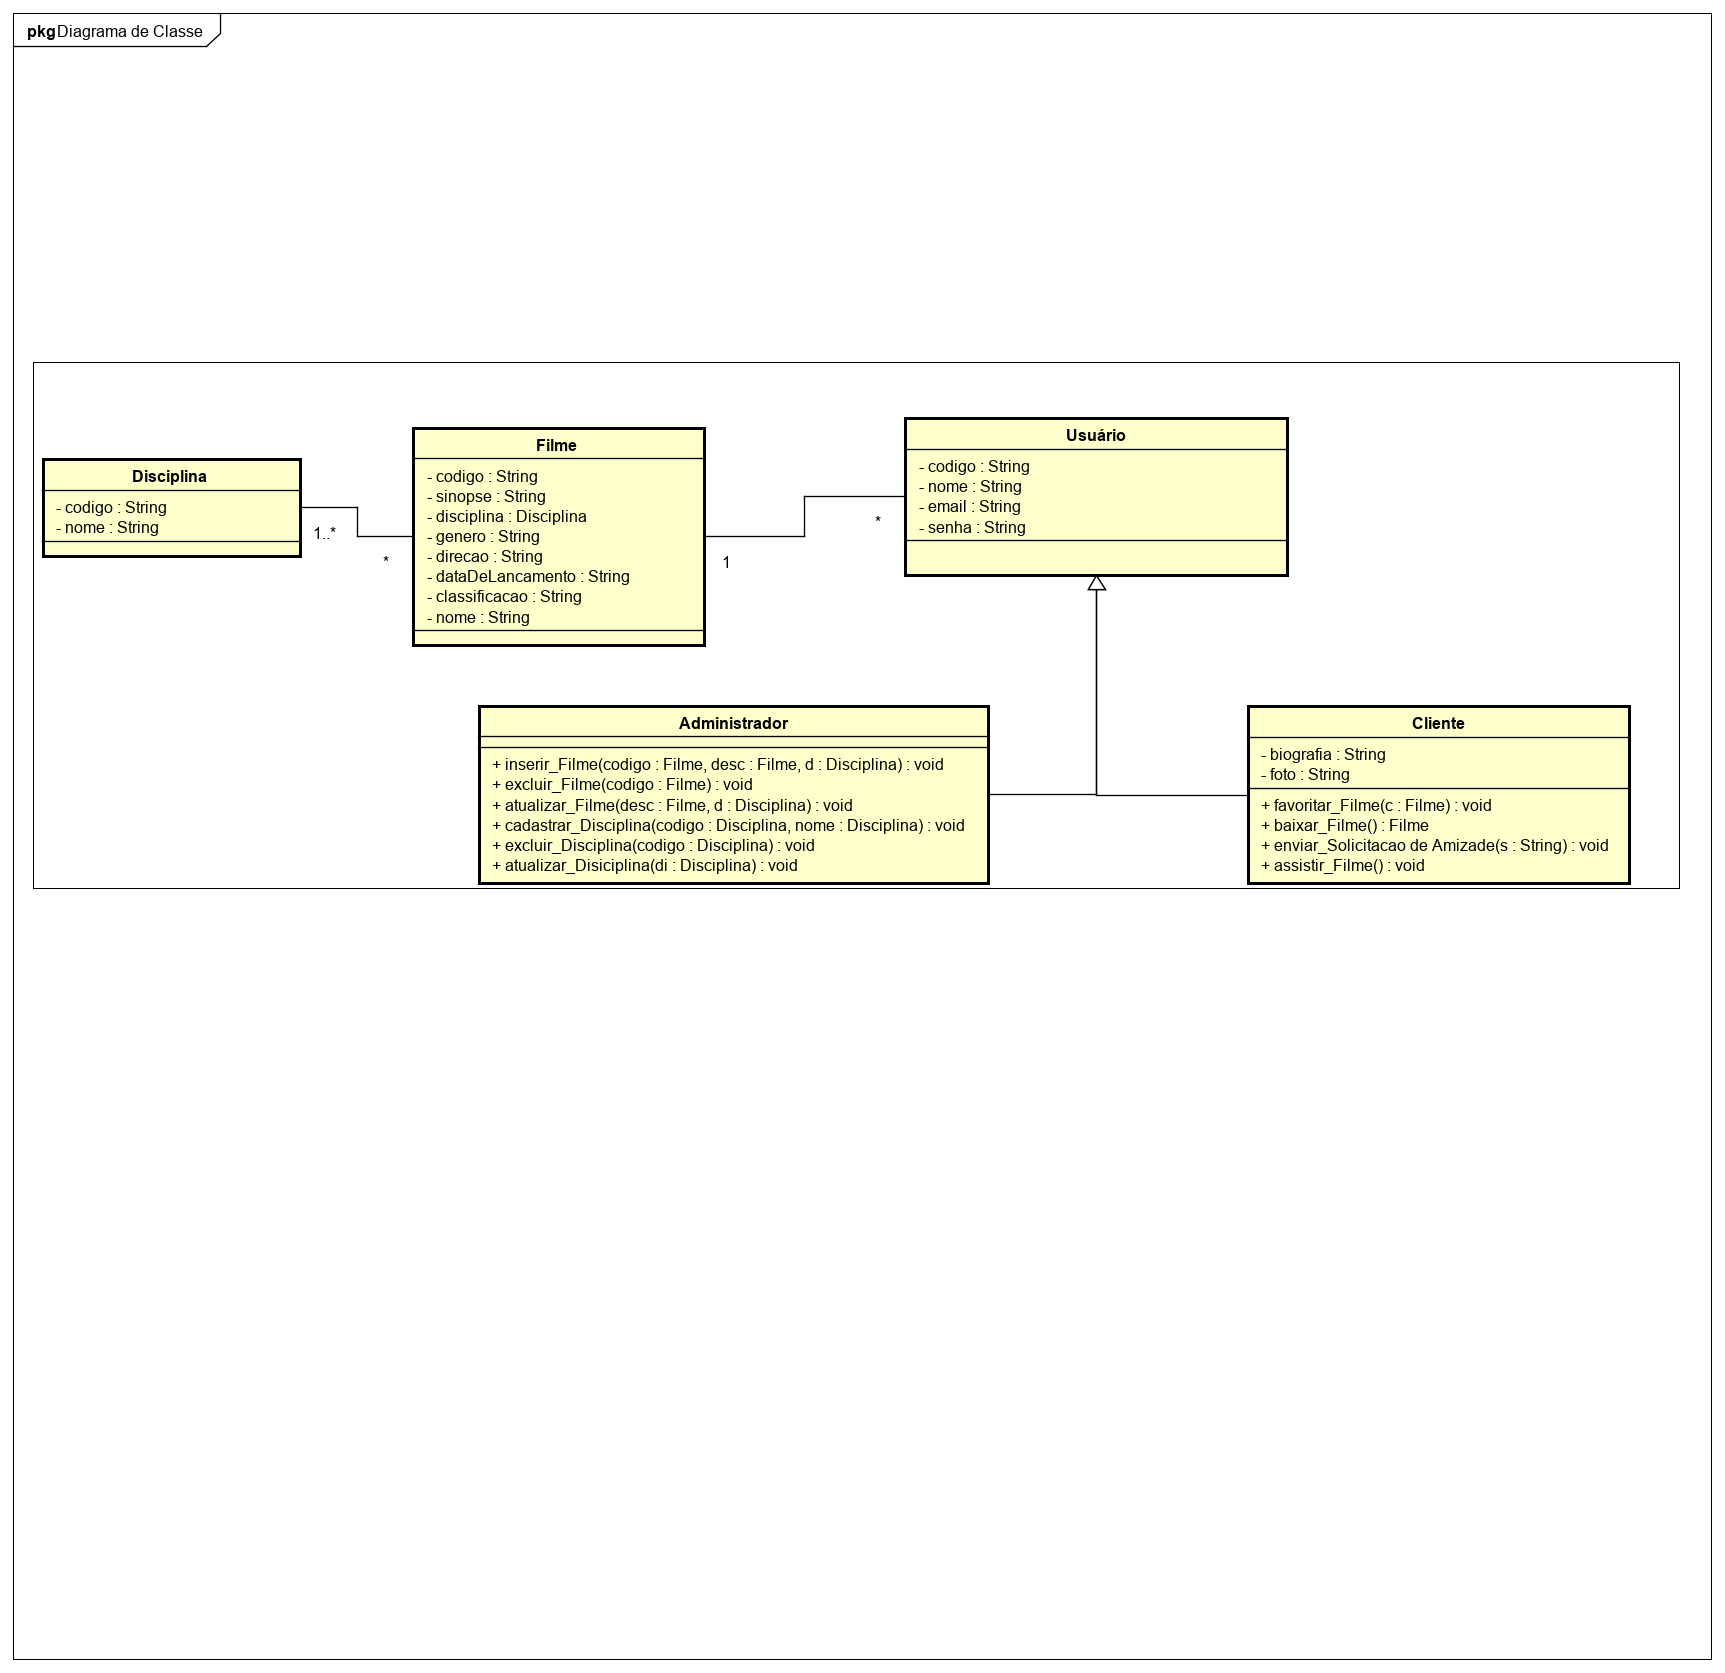 pkg Diagrama de Classe
Disciplina
- codigo : String
- nome : String
1..*
*
Filme
- codigo : String
- sinopse : String
- disciplina : Disciplina
- genero : String
- direcao : String
- dataDeLancamento : String
- classificacao : String
- nome : String
1
*
Usuário
- codigo : String
- nome : String
- email : String
- senha : String
Administrador
+ inserir_Filme(codigo : Filme, desc : Filme, d : Disciplina) : void
+ excluir_Filme(codigo : Filme) : void
+ atualizar_Filme(desc : Filme, d : Disciplina) : void
+ cadastrar_Disciplina(codigo : Disciplina, nome : Disciplina) : void
+ excluir_Disciplina(codigo : Disciplina) : void
+ atualizar_Disiciplina(di : Disciplina) : void
Cliente
- biografia : String
- foto : String
+ favoritar_Filme(c : Filme) : void
+ baixar_Filme() : Filme
+ enviar_Solicitacao de Amizade(s : String) : void
+ assistir_Filme() : void